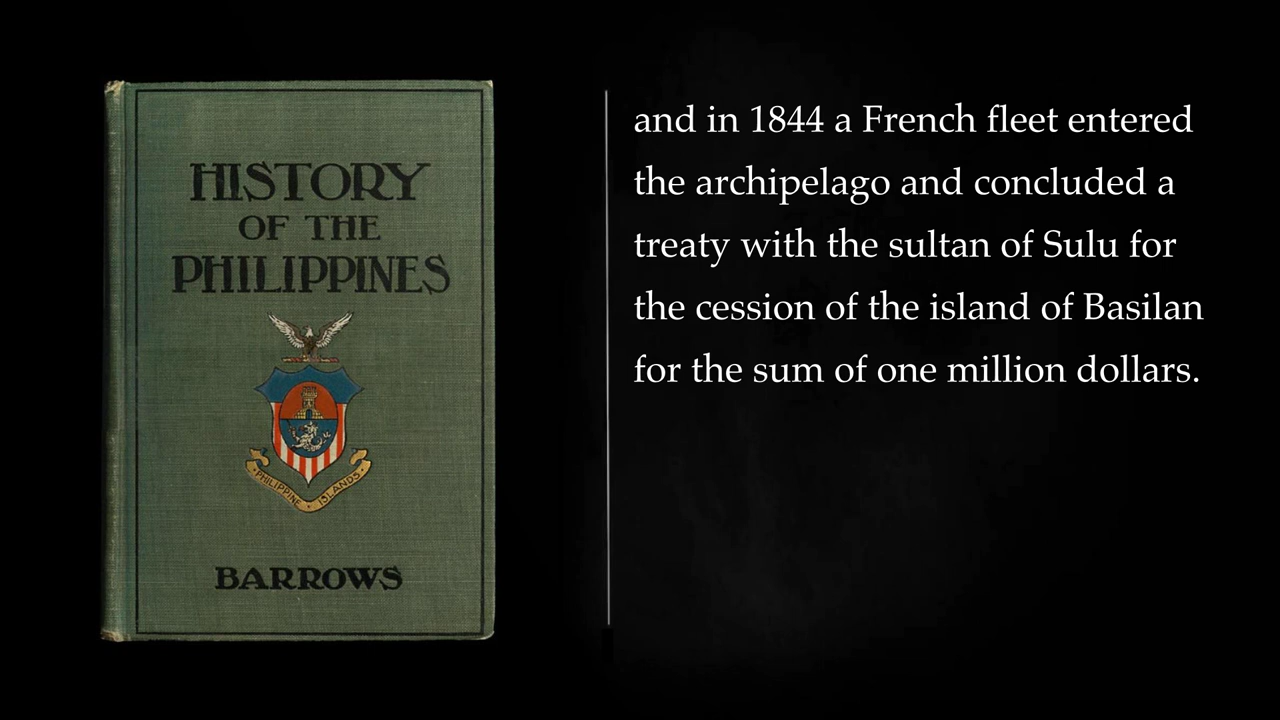 HISTORY
OF THE
PHILIPPINES
PHILIPPINE ISLANDS
BARROWS
and in 1844 a French fleet entered
the archipelago and concluded a
treaty with the sultan of Sulu for
the cession of the island of Basilan
for the sum of one million dollars.